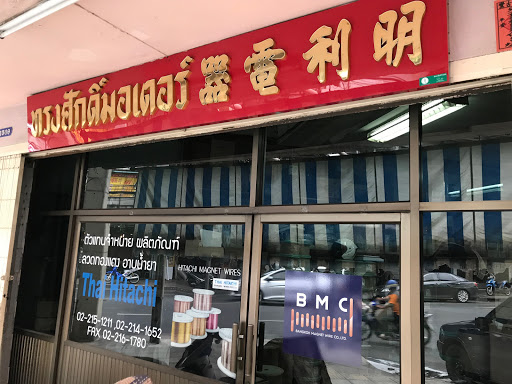 ทรงศักดิ์มอเตอร์ 器電利明
ตัวแทนจำหน่าย ผลิตภัณฑ์
ลวดทองแดง อาบน้ำยา
Thai Hitachi
02-215-1211, 02-214-1652
FAX 02-216-1780
HITACHI MAGNET WIRES
THAI HITACHI
BMC
BANGKOK MAGNET WIRE CO.,LTD.